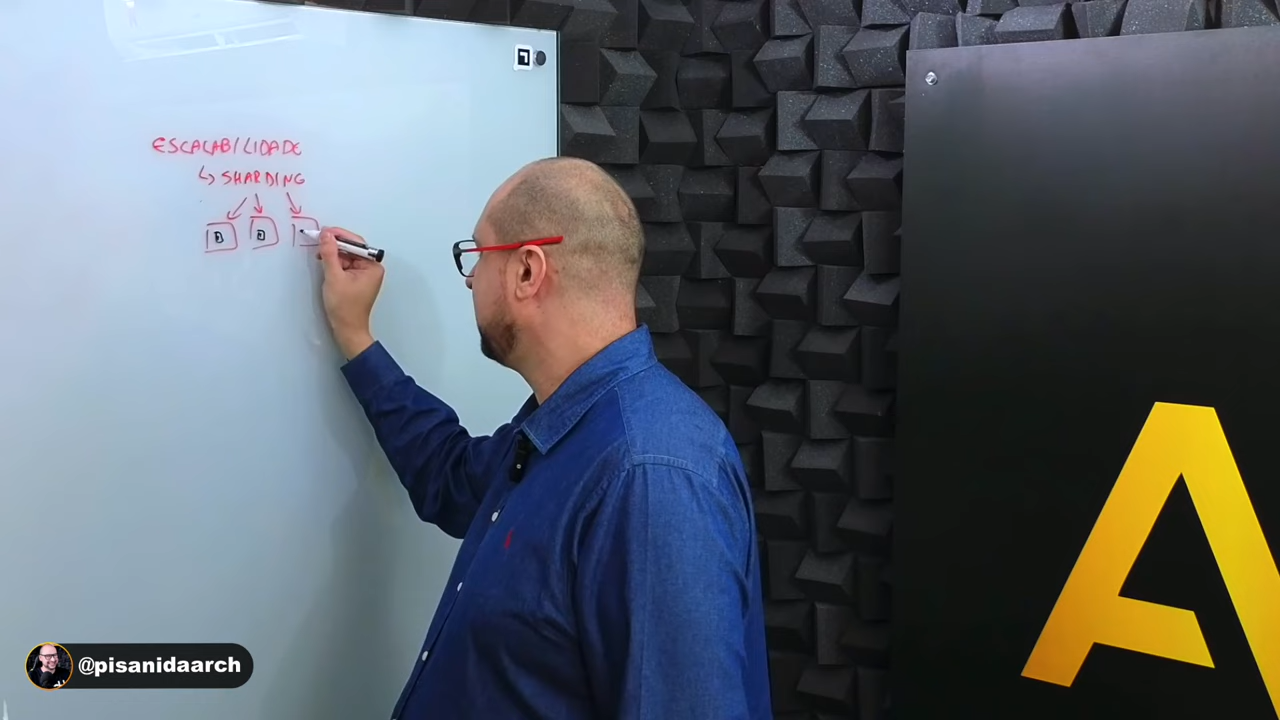 ESCALABILIDADE
↳ SHARDING
B B
@pisanidaarch
A